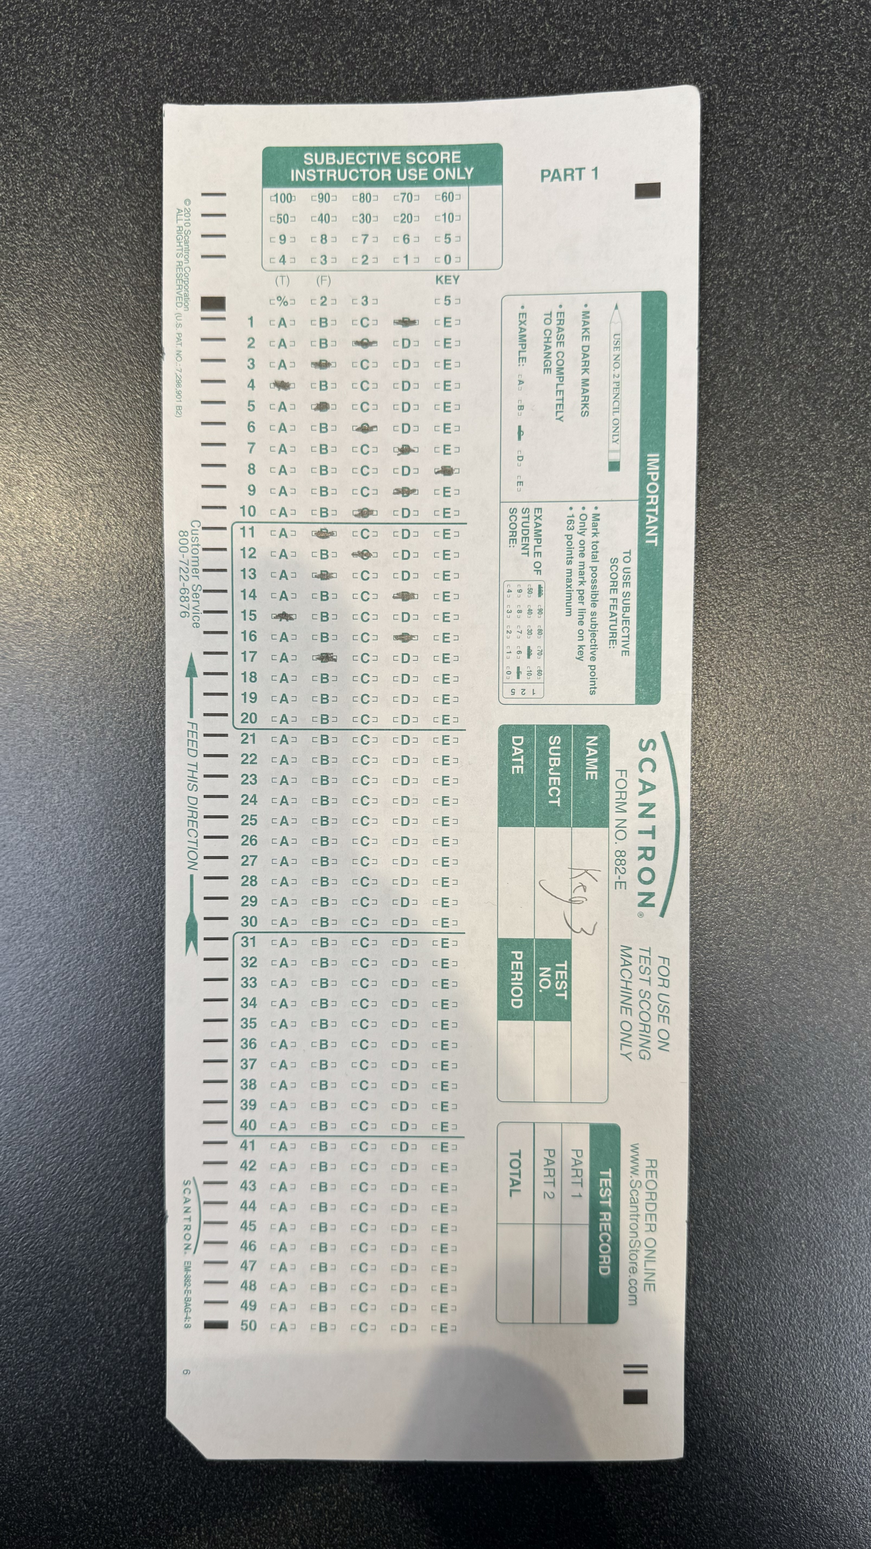 SUBJECTIVE SCORE
INSTRUCTOR USE ONLY
100 90 80 70 60
50 40 30 20 10
9 8 7 6 5
4 3 2 1 0
PART 1
(T) (F) KEY
% 2 3 5
1 A B C E
2 A B D E
3 A C D E
4 B C D E
5 A C D E
6 A B D E
7 A B C E
8 A B C D
9 A B C E
10 A B D E
11 A C D E
12 A B D E
13 A C D E
14 A B C E
15 B C D E
16 A B C E
17 A C D E
18 A B C D E
19 A B C D E
20 A B C D E
21 A B C D E
22 A B C D E
23 A B C D E
24 A B C D E
25 A B C D E
26 A B C D E
27 A B C D E
28 A B C D E
29 A B C D E
30 A B C D E
31 A B C D E
32 A B C D E
33 A B C D E
34 A B C D E
35 A B C D E
36 A B C D E
37 A B C D E
38 A B C D E
39 A B C D E
40 A B C D E
41 A B C D E
42 A B C D E
43 A B C D E
44 A B C D E
45 A B C D E
46 A B C D E
47 A B C D E
48 A B C D E
49 A B C D E
50 A B C D E
IMPORTANT
USE NO. 2 PENCIL ONLY
• MAKE DARK MARKS
• ERASE COMPLETELY
TO CHANGE
• EXAMPLE: A B D E
TO USE SUBJECTIVE
SCORE FEATURE:
• Mark total possible subjective points
• Only one mark per line on key
• 163 points maximum
EXAMPLE OF
STUDENT
SCORE:
SCANTRON®
FORM NO. 882-E
FOR USE ON
TEST SCORING
MACHINE ONLY
REORDER ONLINE
www.ScantronStore.com
NAME Key 3
SUBJECT
TEST
NO.
DATE
PERIOD
TEST RECORD
PART 1
PART 2
TOTAL
© 2010 Scantron Corporation
ALL RIGHTS RESERVED. (U.S. PAT. NO.: 7,298,901 B2)
Customer Service
800-722-6876
FEED THIS DIRECTION
SCANTRON.
6